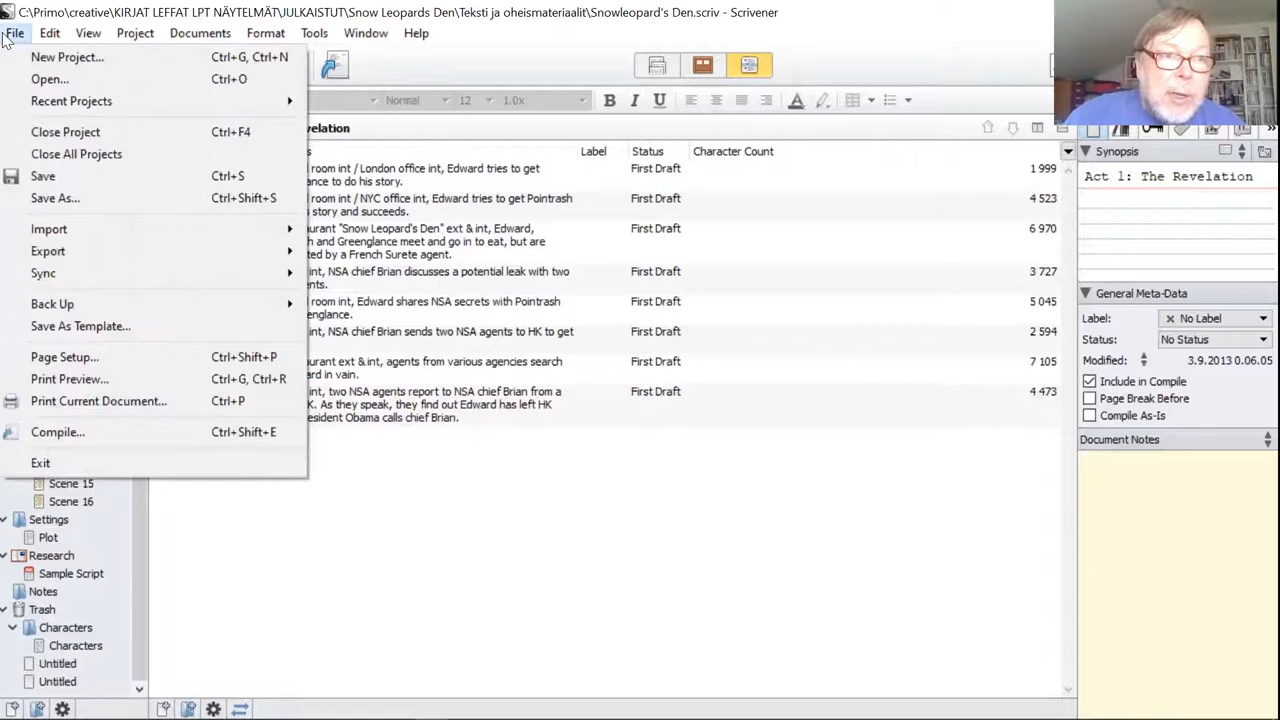 C:\Primo\creative\KIRJAT LEFFAT LPT NÄYTELMÄT\JULKAISTUT\Snow Leopards Den\Teksti ja oheismateriaalit\Snowleopard's Den.scriv - Scrivener
File Edit View Project Documents Format Tools Window Help
New Project... Ctrl+G, Ctrl+N
Open... Ctrl+O
Recent Projects
Close Project Ctrl+F4
Close All Projects
Save Ctrl+S
Save As... Ctrl+Shift+S
Import
Export
Sync
Back Up
Save As Template...
Page Setup... Ctrl+Shift+P
Print Preview... Ctrl+G, Ctrl+R
Print Current Document... Ctrl+P
Compile... Ctrl+Shift+E
Exit
Scene 15
Scene 16
Settings
Plot
Research
Sample Script
Notes
Trash
Characters
Characters
Untitled
Untitled
Normal 12 1.0x B I U A
velation
Label Status Character Count
room int / London office int, Edward tries to get First Draft 1 999
ance to do his story.
room int / NYC office int, Edward tries to get Pointrash First Draft 4 523
s story and succeeds.
urant "Snow Leopard's Den" ext & int, Edward, First Draft 6 970
h and Greenglance meet and go in to eat, but are
ted by a French Surete agent.
int, NSA chief Brian discusses a potential leak with two First Draft 3 727
ents.
room int, Edward shares NSA secrets with Pointrash First Draft 5 045
englance.
int, NSA chief Brian sends two NSA agents to HK to get First Draft 2 594
urant ext & int, agents from various agencies search First Draft 7 105
ard in vain.
int, two NSA agents report to NSA chief Brian from a First Draft 4 473
K. As they speak, they find out Edward has left HK
esident Obama calls chief Brian.
Synopsis
Act 1: The Revelation
General Meta-Data
Label: No Label
Status: No Status
Modified: 3.9.2013 0.06.05
Include in Compile
Page Break Before
Compile As-Is
Document Notes